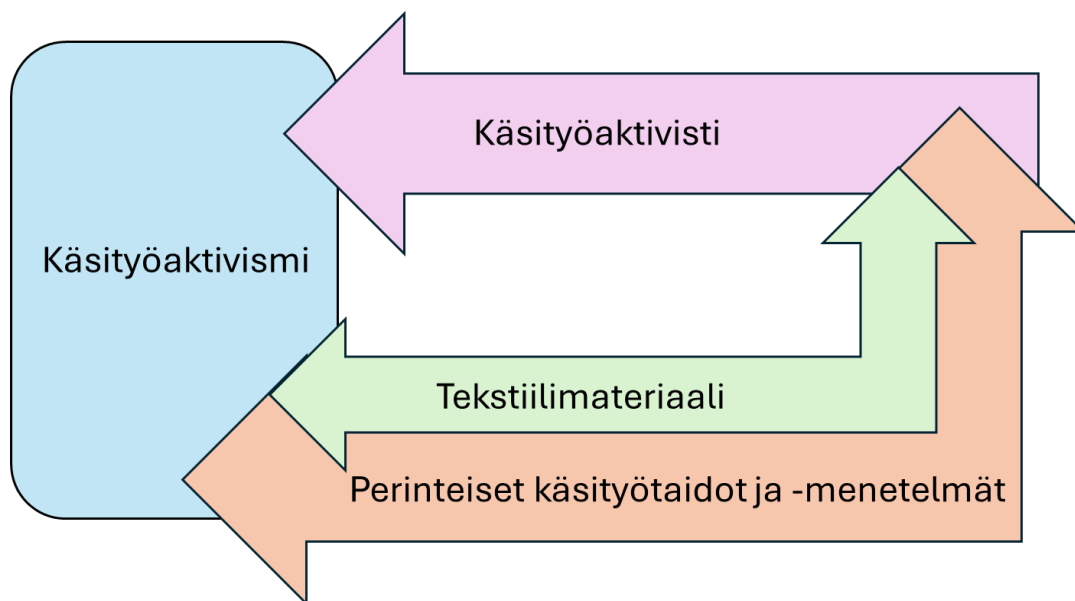 Käsityöaktivisti
Käsityöaktivismi
Tekstiilimateriaali
Perinteiset käsityötaidot ja -menetelmät